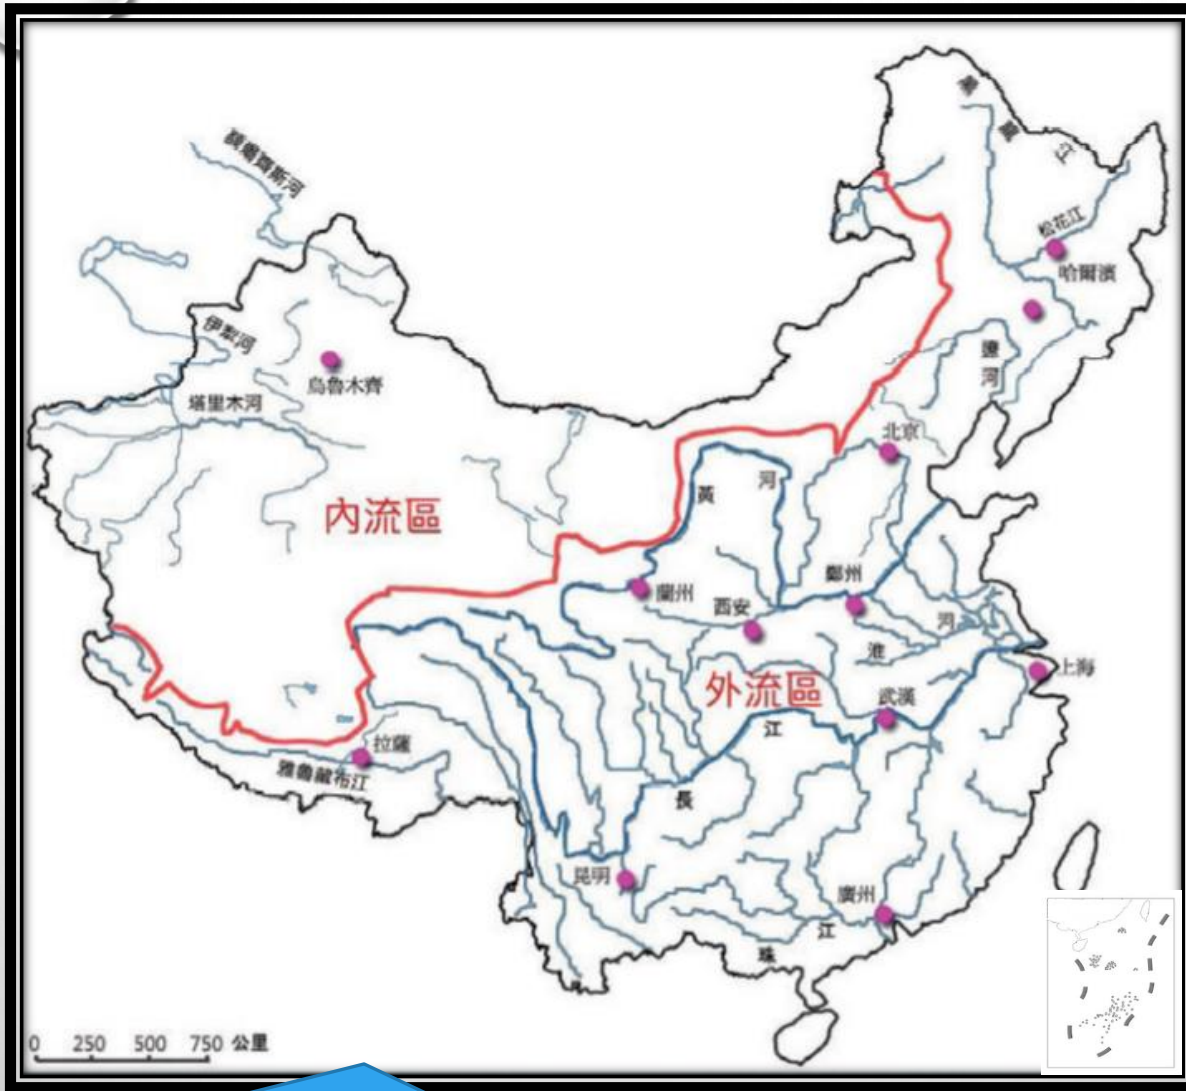 黑龍江
額爾齊斯河
松花江
哈爾濱
伊犁河
遼河
烏魯木齊
塔里木河
北京
黃河
內流區
鄭州
蘭州
西安
淮河
上海
外流區
武漢
拉薩
長江
雅魯藏布江
昆明
廣州
珠江
0 250 500 750 公里